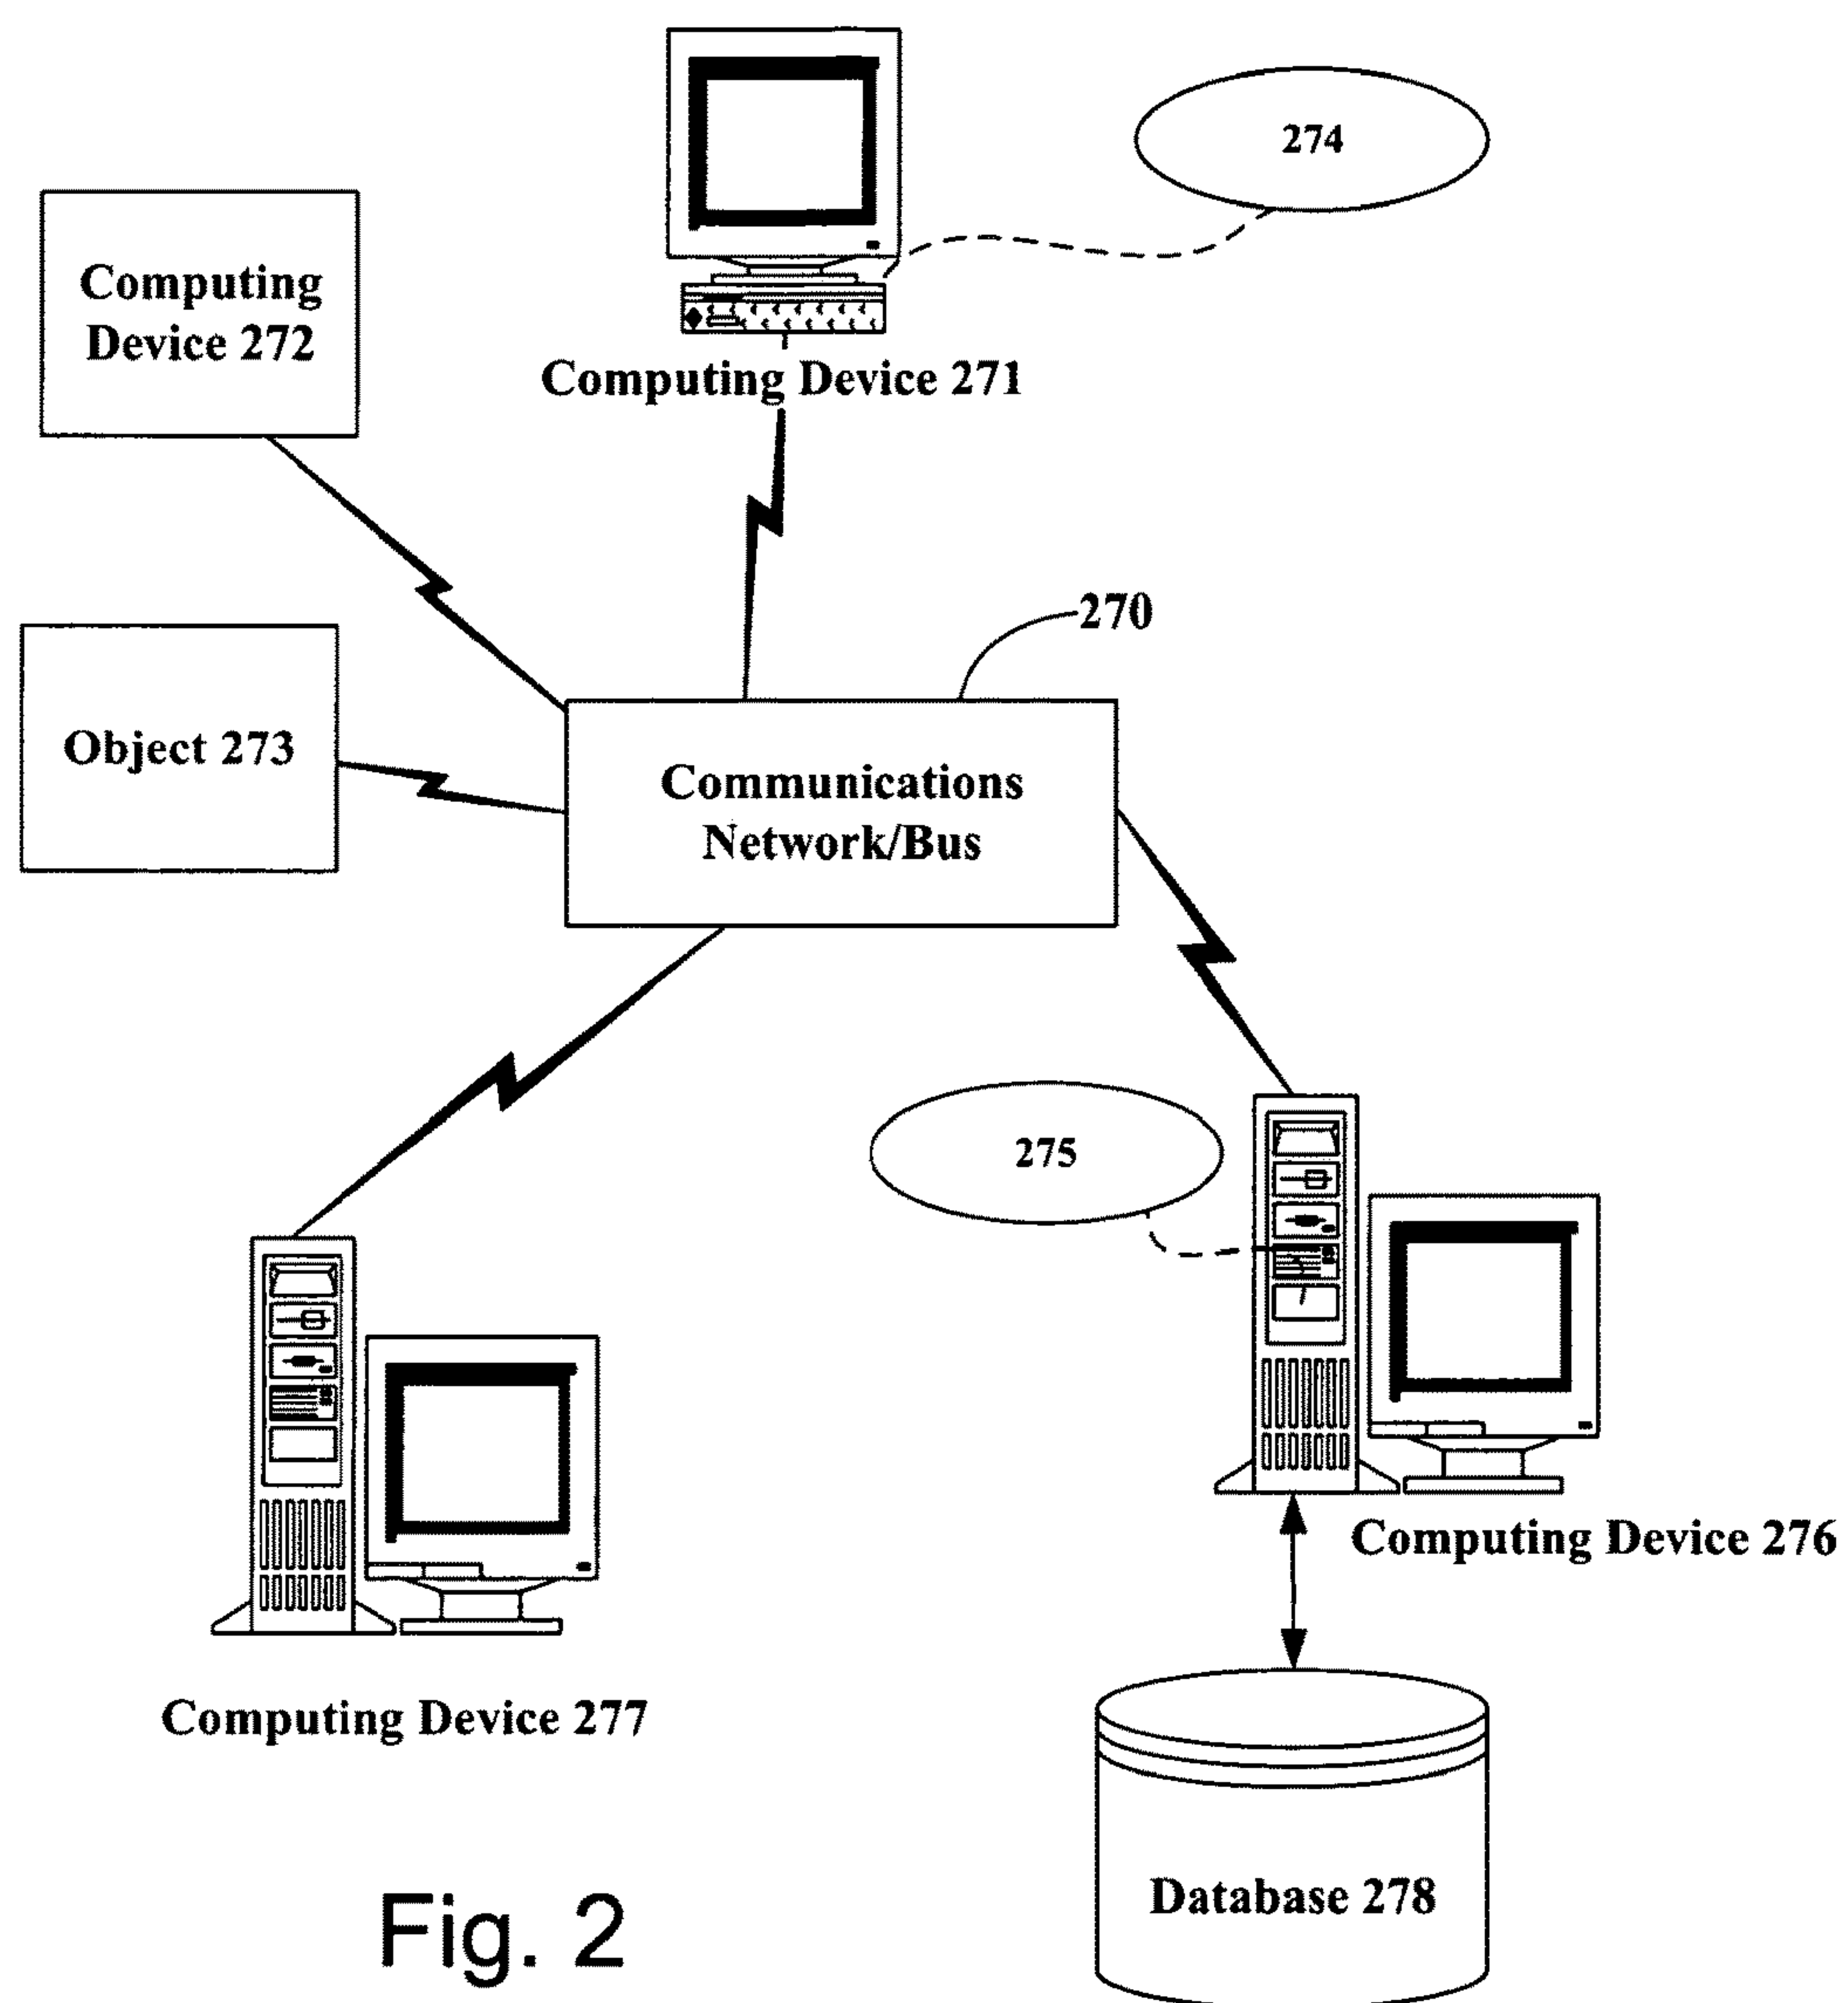 274
Computing
Device 272
Computing Device 271
270
Object 273
Communications
Network/Bus
275
Computing Device 276
Computing Device 277
Database 278
Fig. 2